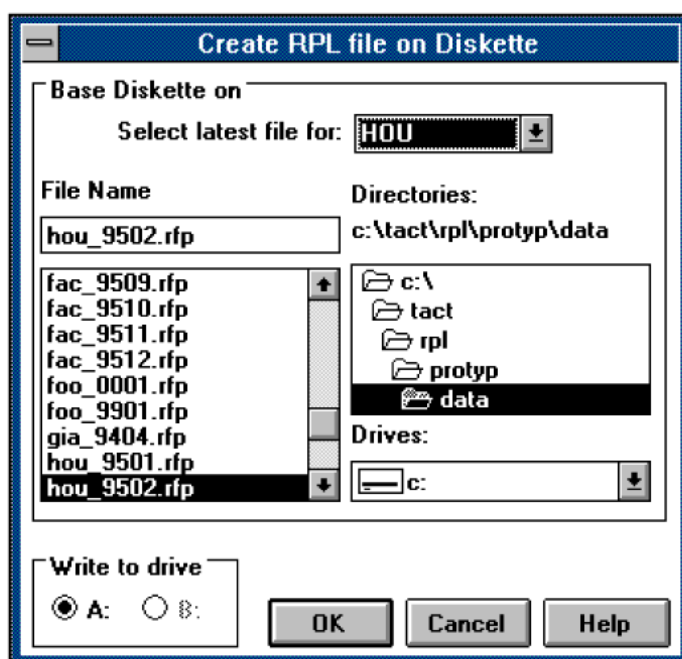 Create RPL file on Diskette
Base Diskette on
Select latest file for: HOU
File Name
hou_9502.rfp
fac_9509.rfp
fac_9510.rfp
fac_9511.rfp
fac_9512.rfp
foo_0001.rfp
foo_9901.rfp
gia_9404.rfp
hou_9501.rfp
hou_9502.rfp
Directories:
c:\tact\rpl\protyp\data
c:\
tact
rpl
protyp
data
Drives:
c:
Write to drive
A: B:
OK Cancel Help